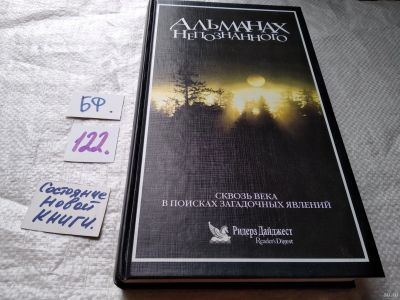 АЛЬМАНАХ
НЕПОЗНАННОГО
СКВОЗЬ ВЕКА
В ПОИСКАХ ЗАГАДОЧНЫХ ЯВЛЕНИЙ
Ридерз Дайджест
Reader's Digest
БФ.
122.
Состояние
новой
книги.